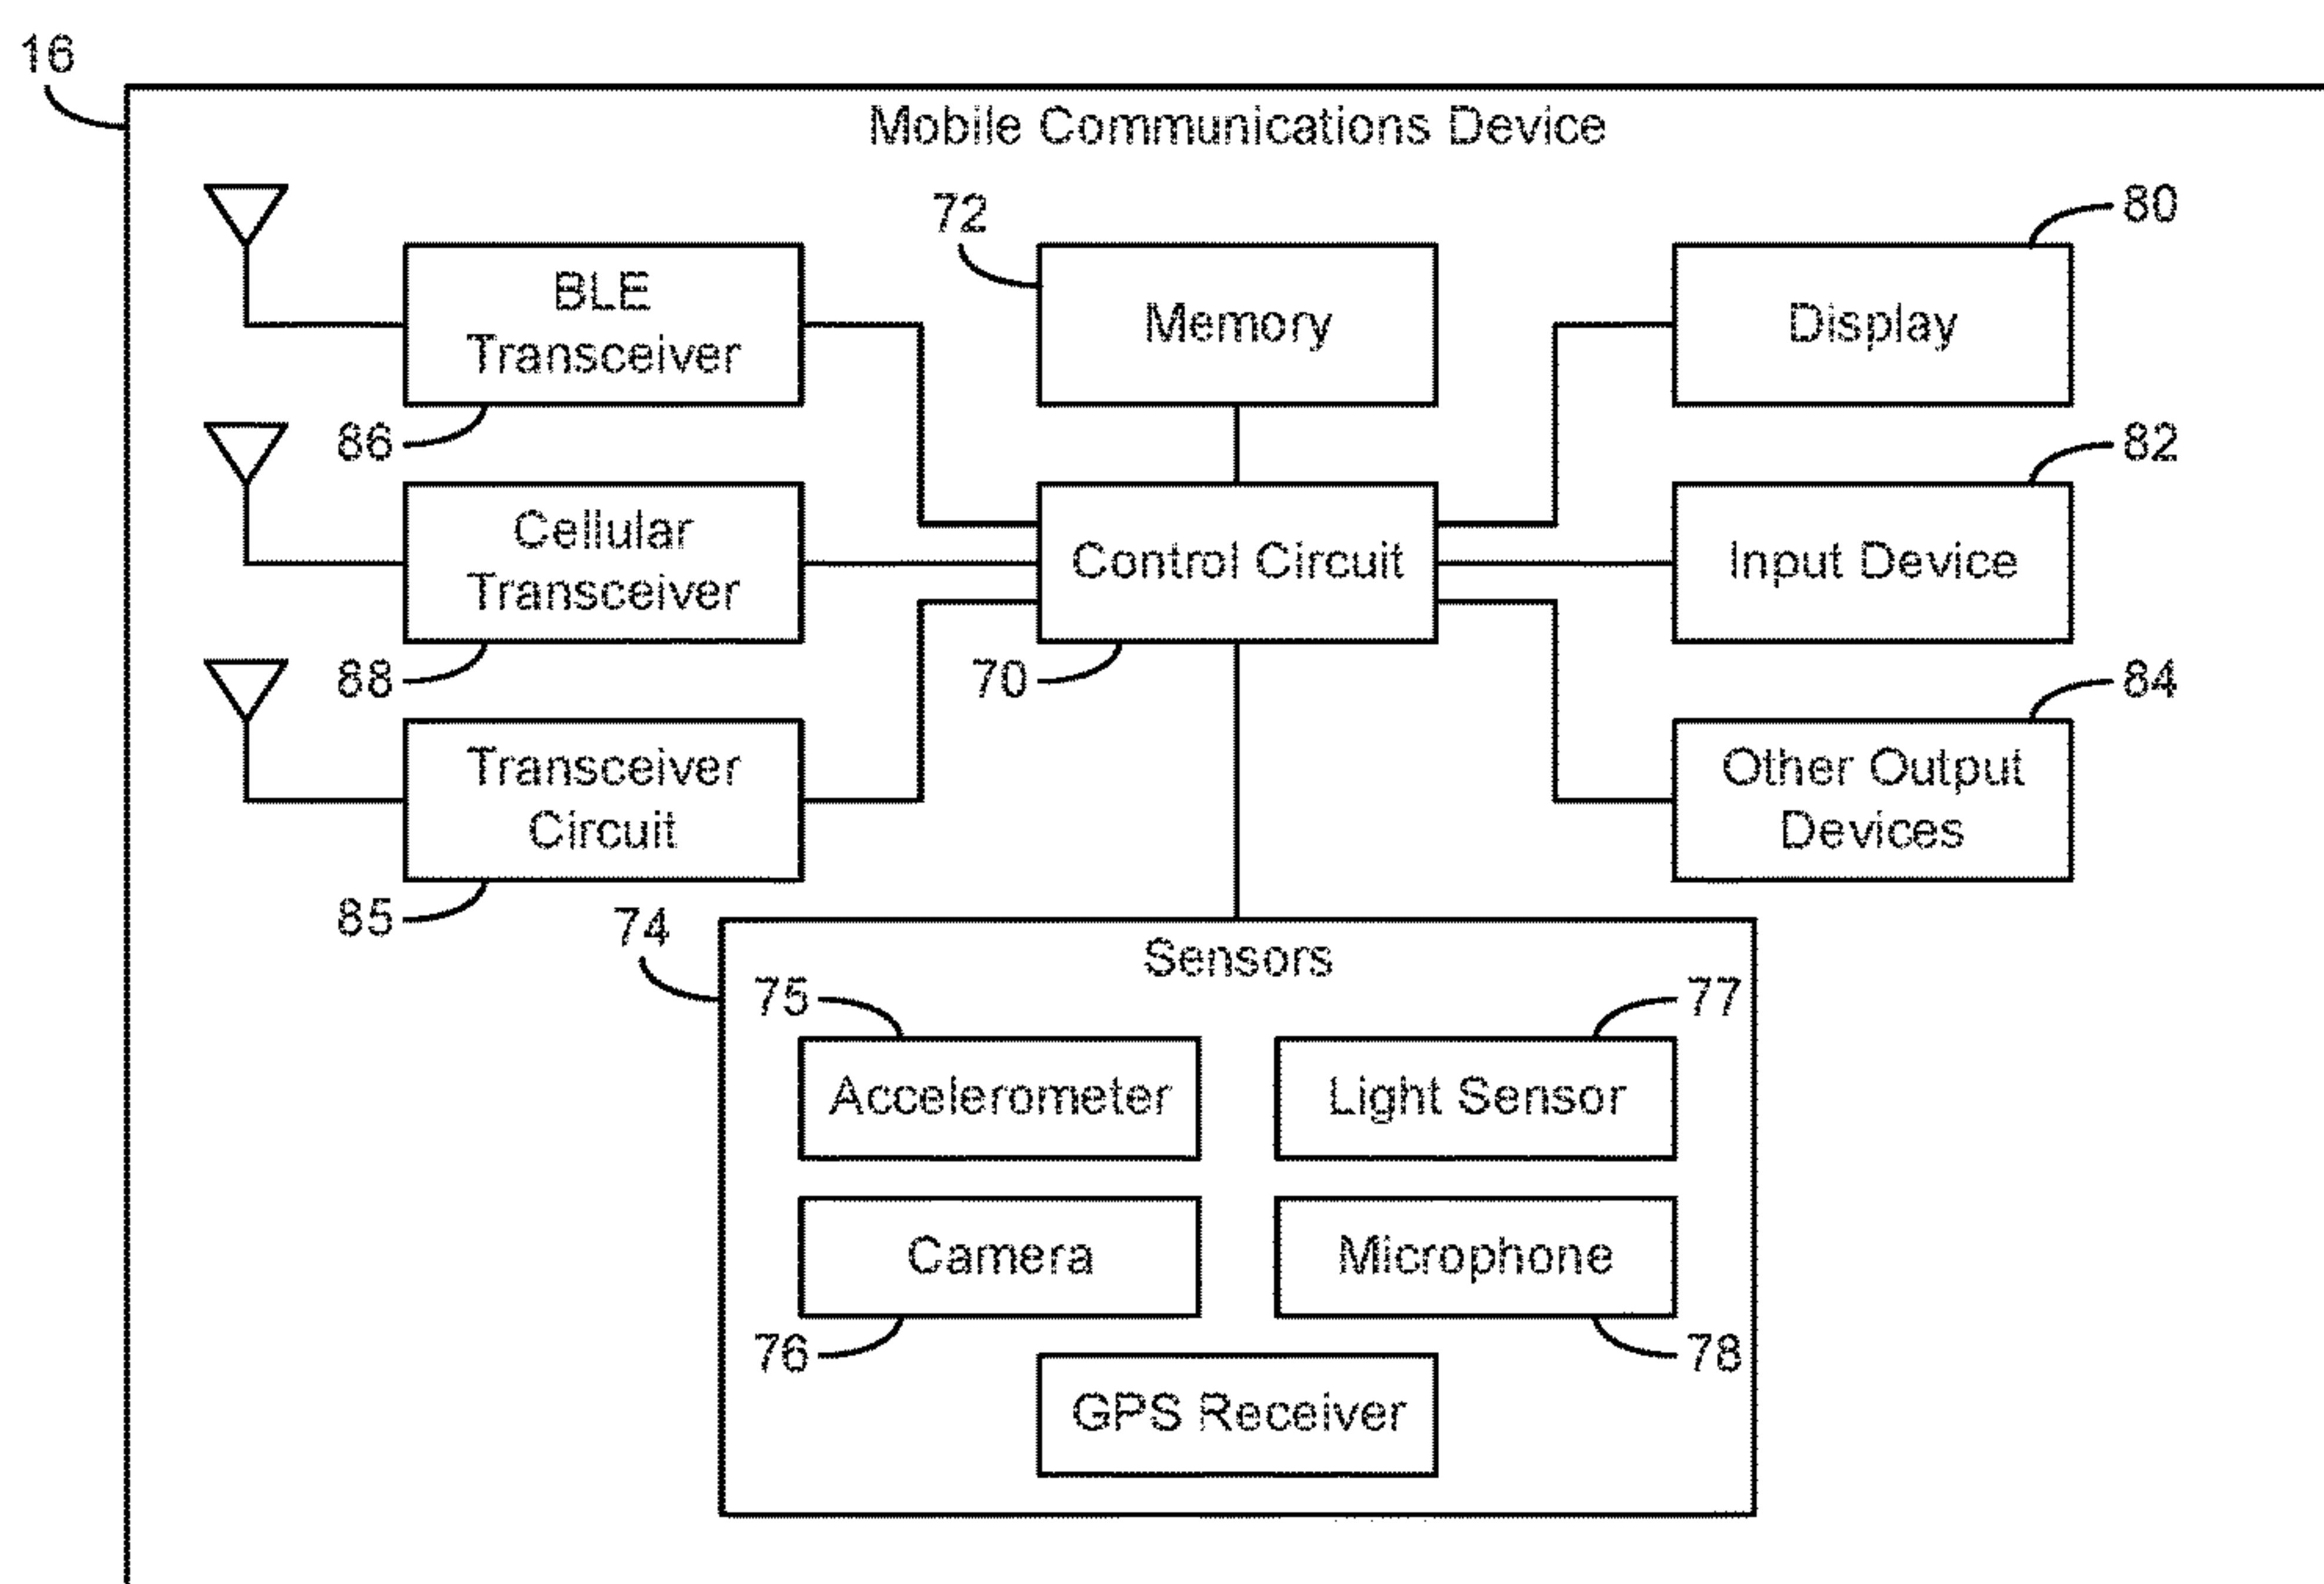 16
Mobile Communications Device
72
80
BLE
Transceiver
Memory
Display
86
82
Cellular
Transceiver
Control Circuit
Input Device
88
70
84
Transceiver
Circuit
Other Output
Devices
85
74
Sensors
75
77
Accelerometer
Light Sensor
Camera
Microphone
76
78
GPS Receiver